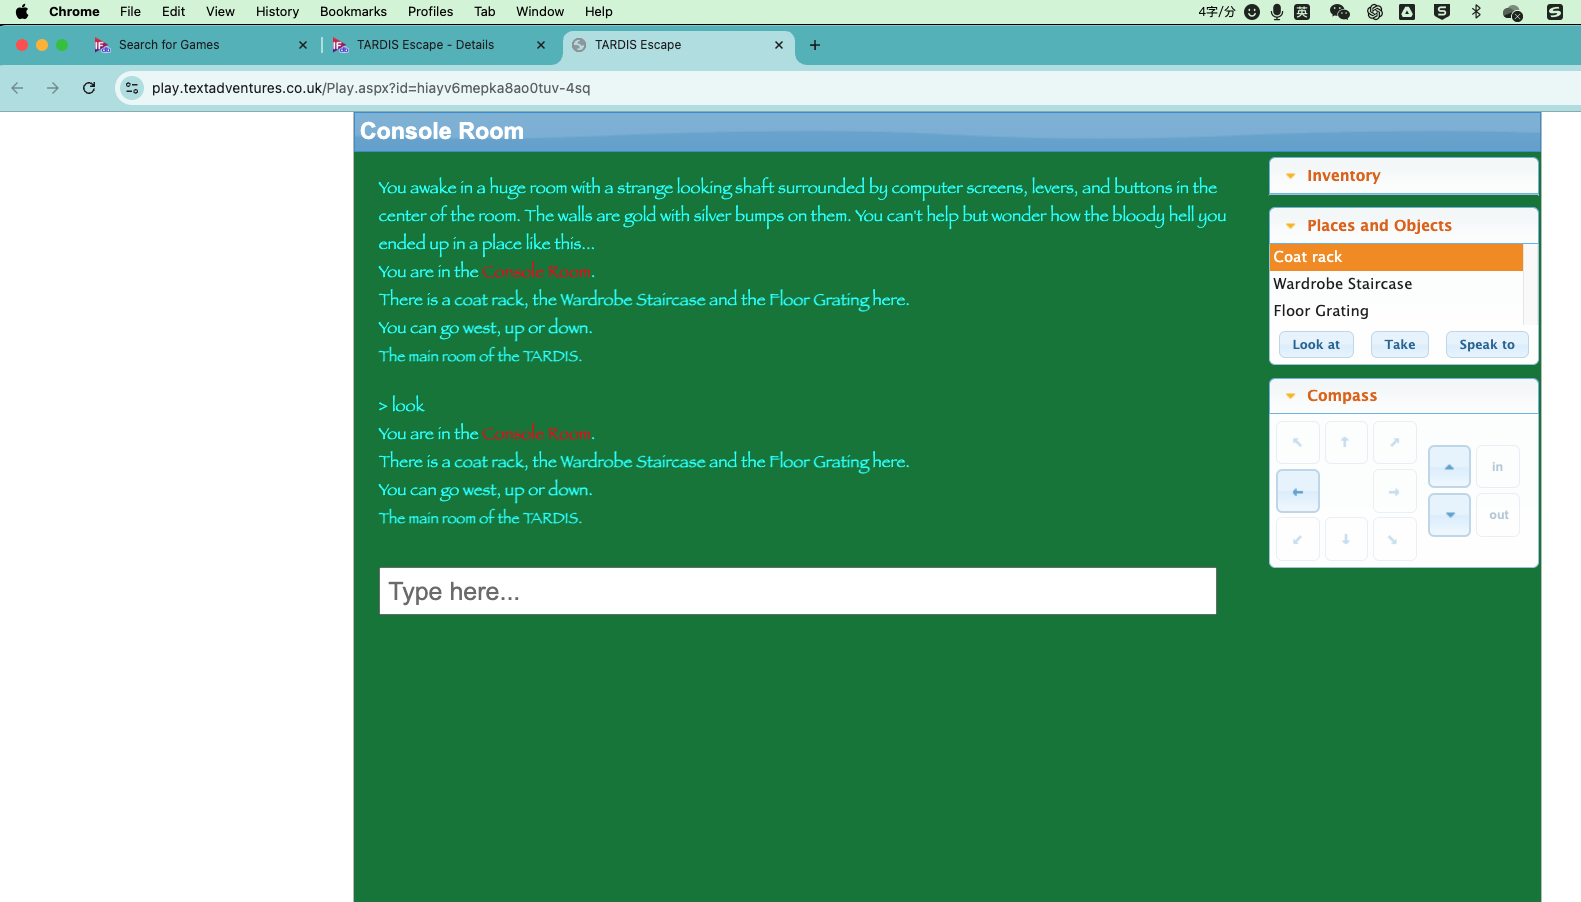 Chrome File Edit View History Bookmarks Profiles Tab Window Help 4字/分 英
Search for Games TARDIS Escape - Details TARDIS Escape
play.textadventures.co.uk/Play.aspx?id=hiayv6mepka8ao0tuv-4sq
Console Room
You awake in a huge room with a strange looking shaft surrounded by computer screens, levers, and buttons in the
center of the room. The walls are gold with silver bumps on them. You can't help but wonder how the bloody hell you
ended up in a place like this...
You are in the Console Room.
There is a coat rack, the Wardrobe Staircase and the Floor Grating here.
You can go west, up or down.
The main room of the TARDIS.
> look
You are in the Console Room.
There is a coat rack, the Wardrobe Staircase and the Floor Grating here.
You can go west, up or down.
The main room of the TARDIS.
Type here...
Inventory
Places and Objects
Coat rack
Wardrobe Staircase
Floor Grating
Look at Take Speak to
Compass
in
out